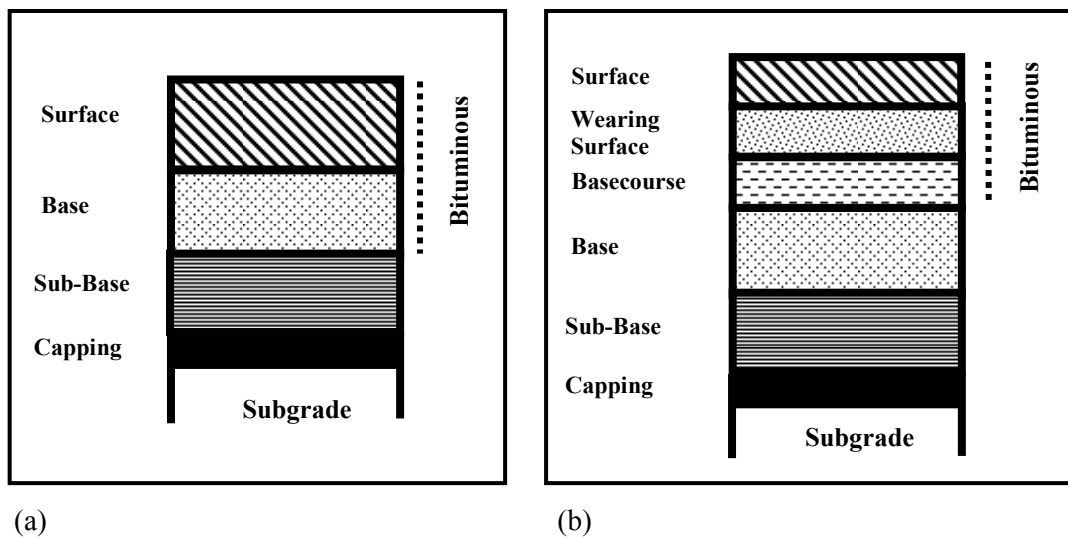 Surface
Base
Sub-Base
Capping
Subgrade
Bituminous
(a)
Surface
Wearing
Surface
Basecourse
Base
Sub-Base
Capping
Subgrade
Bituminous
(b)